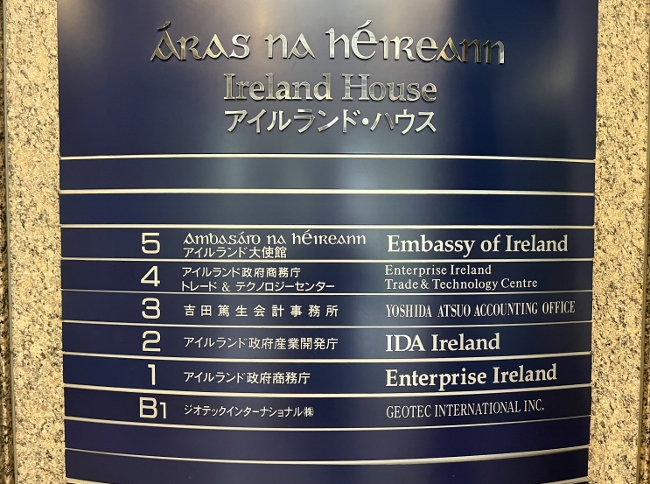 Áras na hÉireann
Ireland House
アイルランド・ハウス
5 Ambasáid na hÉireann Embassy of Ireland
アイルランド大使館
4 アイルランド政府商務庁 Enterprise Ireland
トレード & テクノロジーセンター Trade & Technology Centre
3 吉田篤生会計事務所 YOSHIDA ATSUO ACCOUNTING OFFICE
2 アイルランド政府産業開発庁 IDA Ireland
1 アイルランド政府商務庁 Enterprise Ireland
B1 ジオテックインターナショナル㈱ GEOTEC INTERNATIONAL INC.